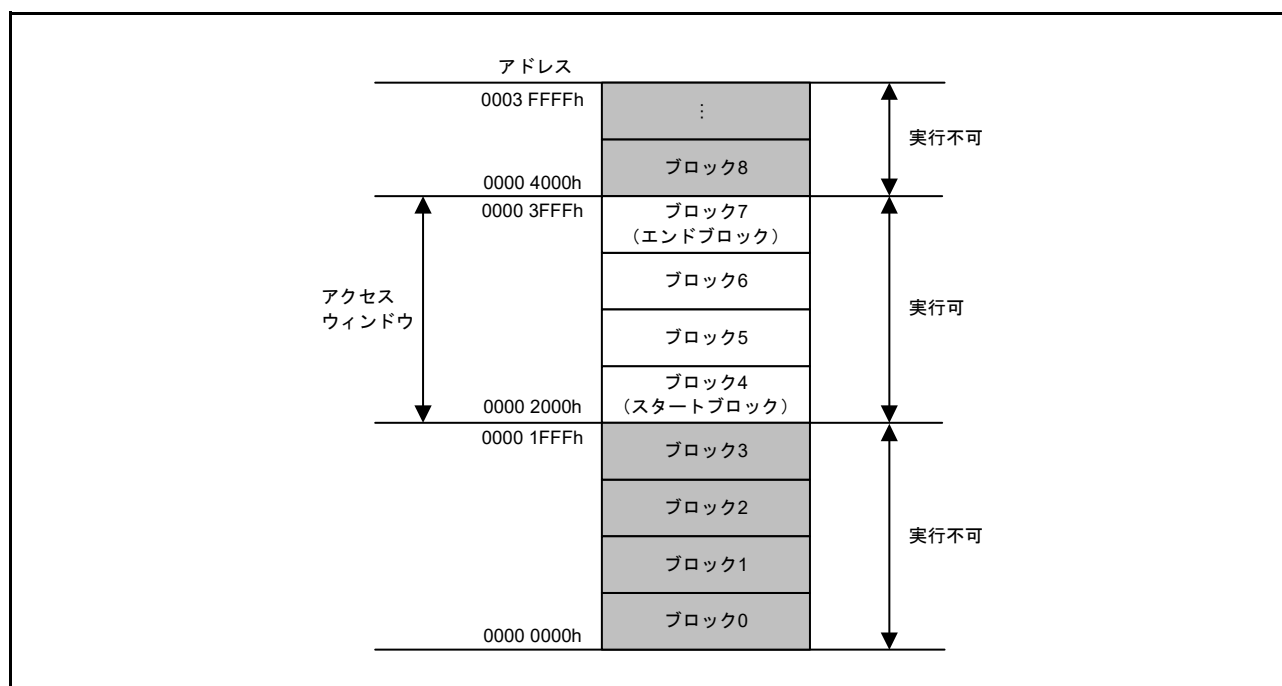 アドレス
0003 FFFFh
⋮
実行不可
ブロック8
0000 4000h
0000 3FFFh
ブロック7
（エンドブロック）
ブロック6
アクセス
ウィンドウ
実行可
ブロック5
ブロック4
（スタートブロック）
0000 2000h
0000 1FFFh
ブロック3
ブロック2
実行不可
ブロック1
ブロック0
0000 0000h